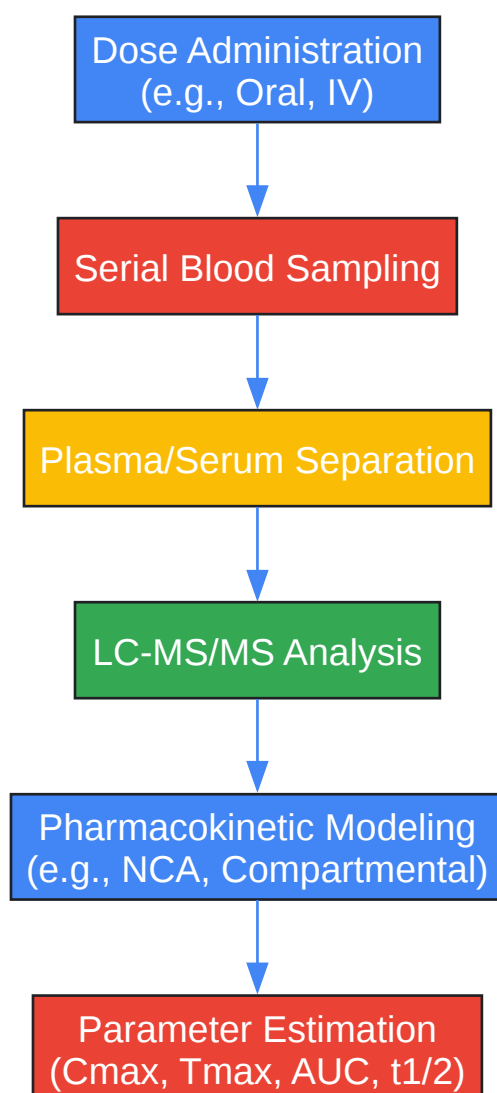 Dose Administration
(e.g., Oral, IV)
Serial Blood Sampling
Plasma/Serum Separation
LC-MS/MS Analysis
Pharmacokinetic Modeling
(e.g., NCA, Compartmental)
Parameter Estimation
(Cmax, Tmax, AUC, t1/2)